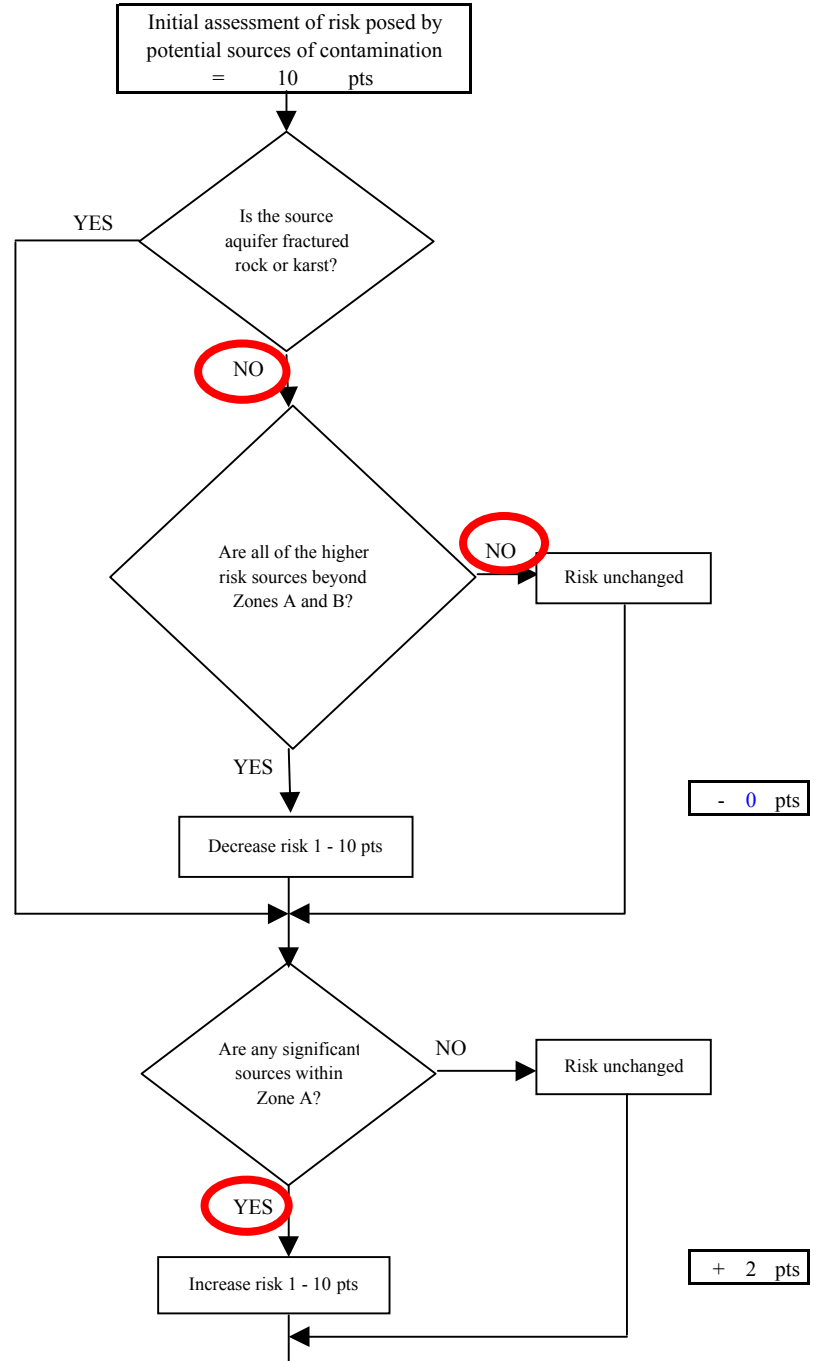 Initial assessment of risk posed by
potential sources of contamination
= 10 pts
YES
Is the source
aquifer fractured
rock or karst?
NO
Are all of the higher
risk sources beyond
Zones A and B?
NO
Risk unchanged
YES
- 0 pts
Decrease risk 1 - 10 pts
Are any significant
sources within
Zone A?
NO
Risk unchanged
YES
+ 2 pts
Increase risk 1 - 10 pts